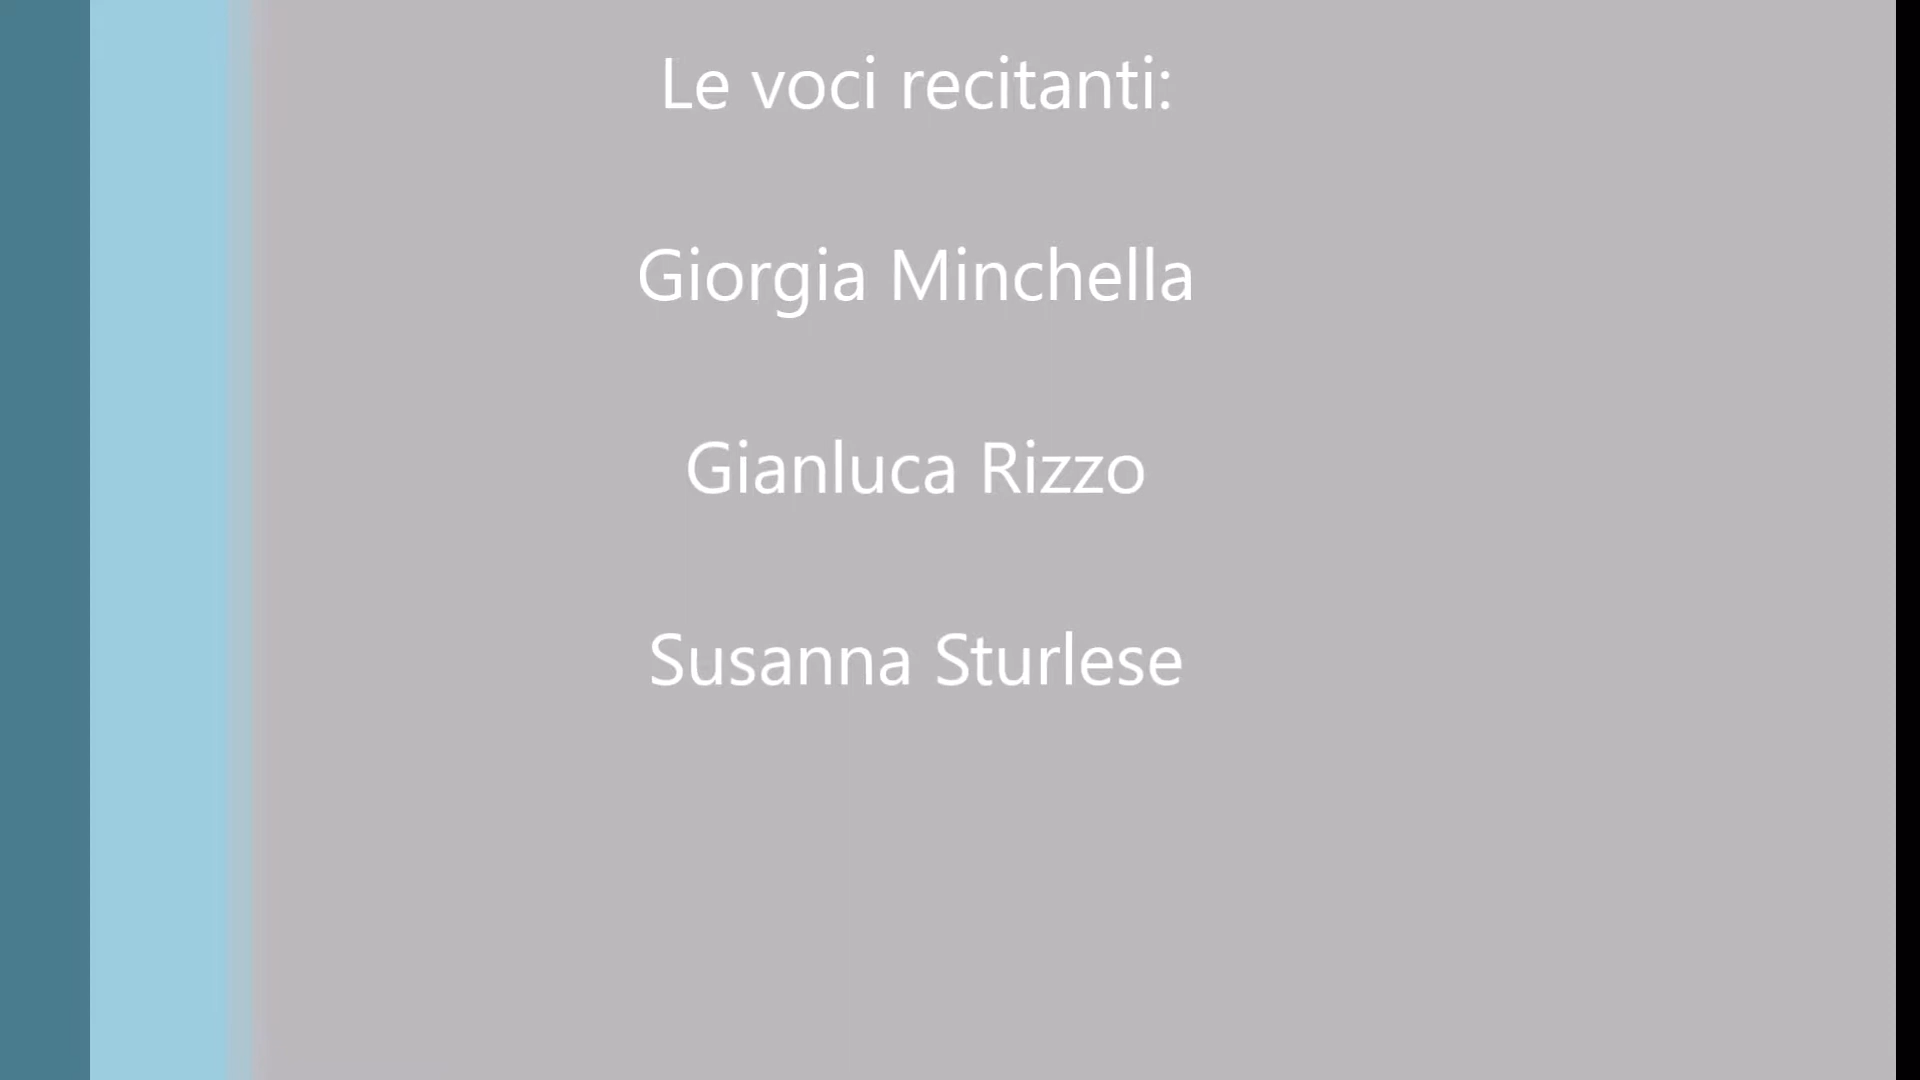 Le voci recitanti:
Giorgia Minchella
Gianluca Rizzo
Susanna Sturlese